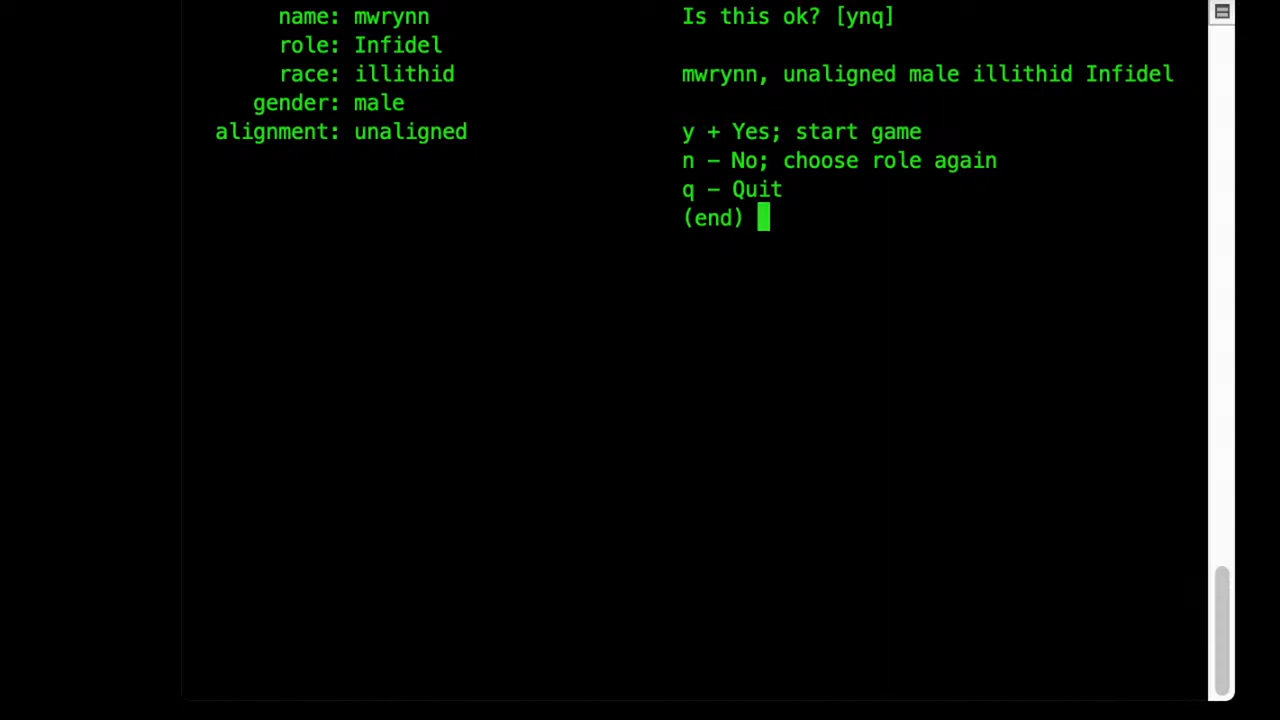 name: mwrynn
role: Infidel
race: illithid
gender: male
alignment: unaligned
Is this ok? [ynq]
mwrynn, unaligned male illithid Infidel
y + Yes; start game
n - No; choose role again
q - Quit
(end)